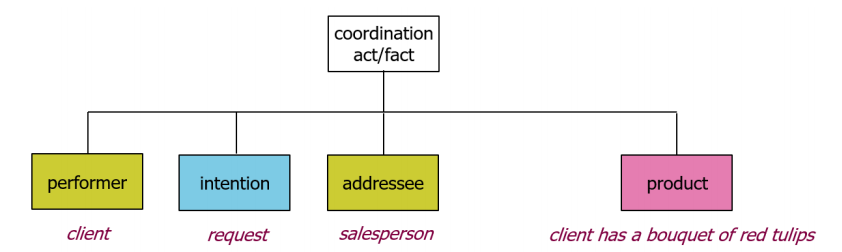 coordination
act/fact
performer
intention
addressee
product
client
request
salesperson
client has a bouquet of red tulips